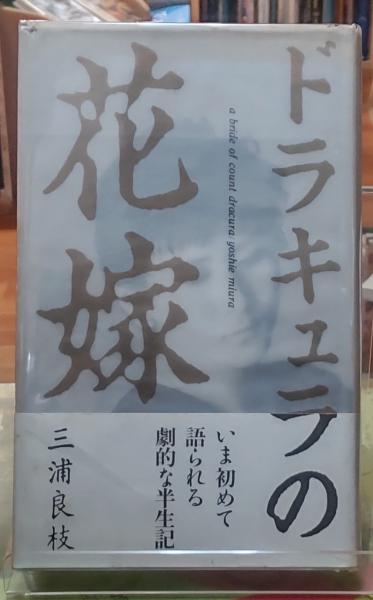 ドラキュラの
花嫁
a bride of count dracura yoshie miura
いま初めて
語られる
劇的な半生記
三浦良枝